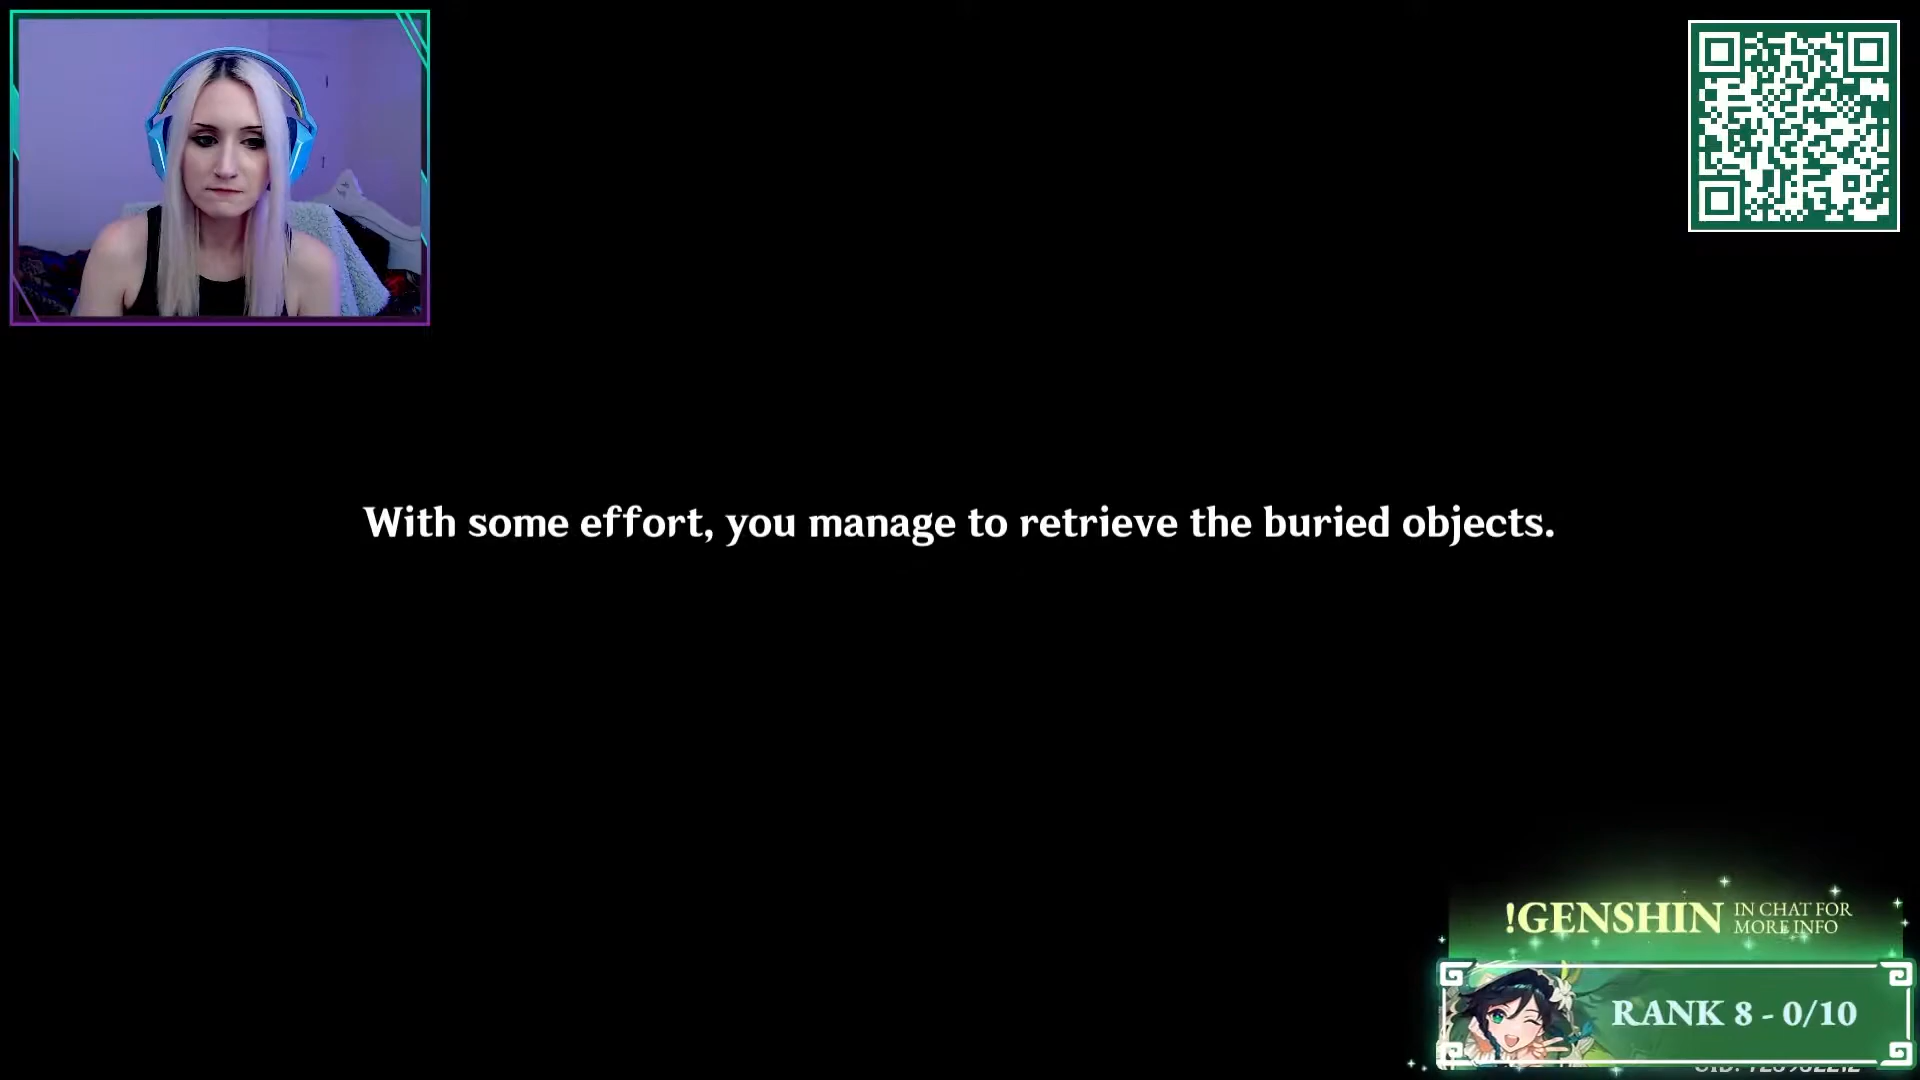 With some effort, you manage to retrieve the buried objects.
!GENSHIN IN CHAT FOR
MORE INFO
RANK 8 - 0/10